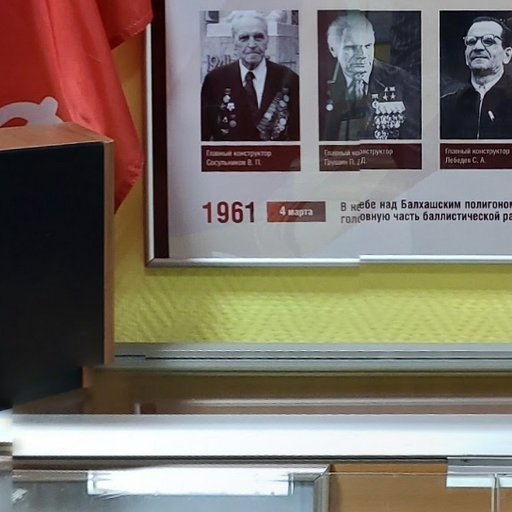 Главный конструктор
Сосульников В. П.
Главный конструктор
Грушин П. Д.
Главный конструктор
Лебедев С. А.
1961
4 марта
В небе над Балхашским полигоном
головную часть баллистической ра